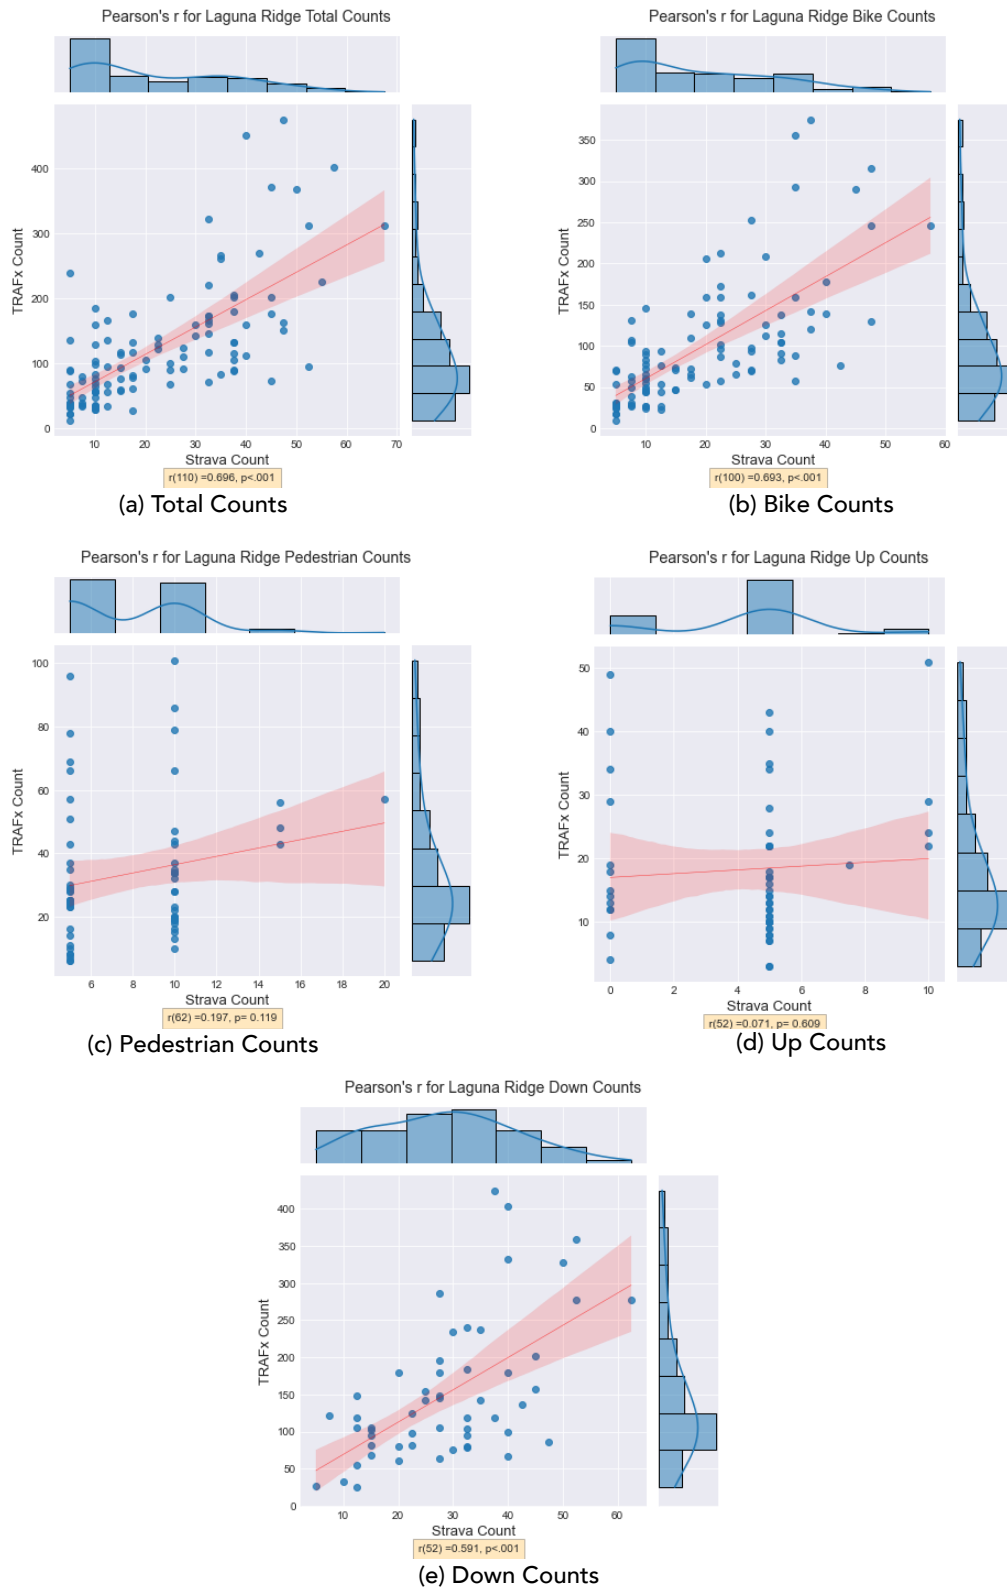 Pearson's r for Laguna Ridge Total Counts
TRAFx Count
400
300
200
100
0
10 20 30 40 50 60 70
Strava Count
r(110) =0.696, p<.001
(a) Total Counts
Pearson's r for Laguna Ridge Bike Counts
TRAFx Count
350
300
250
200
150
100
50
0
10 20 30 40 50 60
Strava Count
r(100) =0.693, p<.001
(b) Bike Counts
Pearson's r for Laguna Ridge Pedestrian Counts
TRAFx Count
100
80
60
40
20
6 8 10 12 14 16 18 20
Strava Count
r(62) =0.197, p= 0.119
(c) Pedestrian Counts
Pearson's r for Laguna Ridge Up Counts
TRAFx Count
50
40
30
20
10
0 2 4 6 8 10
Strava Count
r(52) =0.071, p= 0.609
(d) Up Counts
Pearson's r for Laguna Ridge Down Counts
TRAFx Count
400
350
300
250
200
150
100
50
0
10 20 30 40 50 60
Strava Count
r(52) =0.591, p<.001
(e) Down Counts